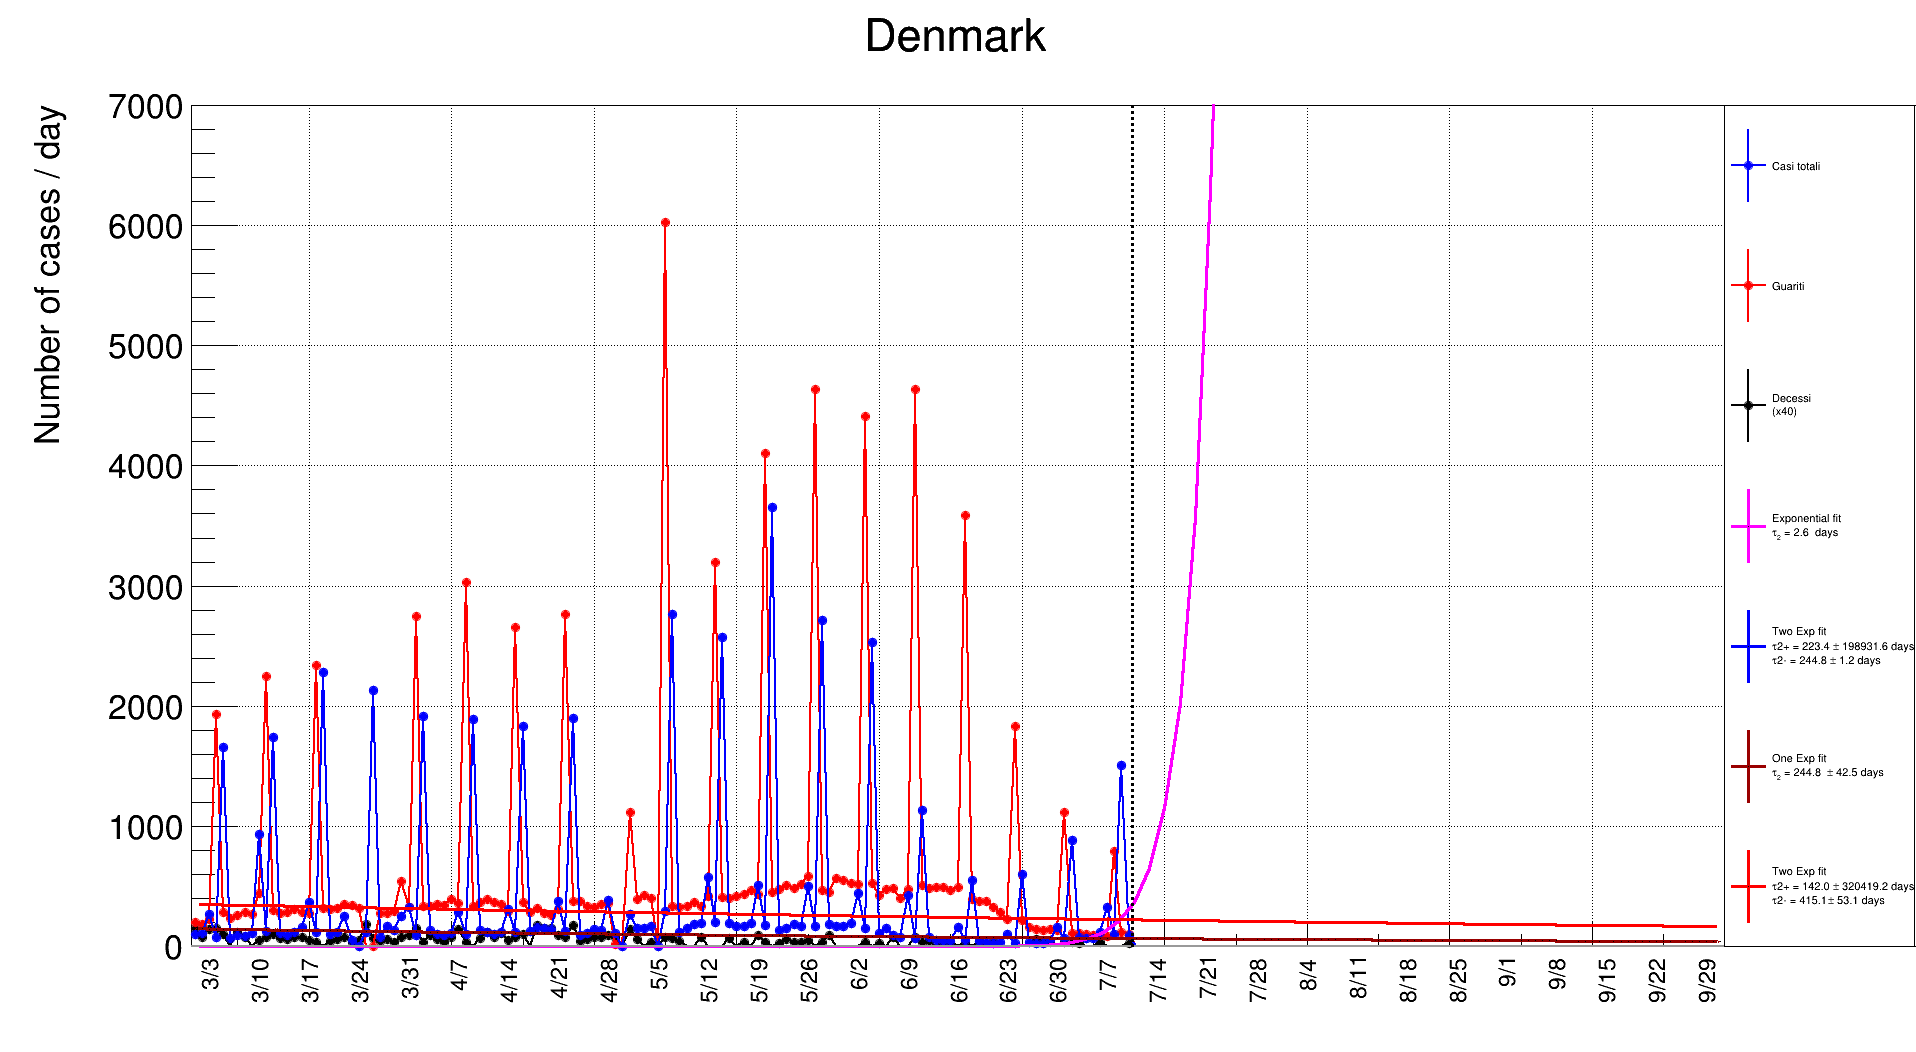 Denmark
Number of cases / day
7000
6000
5000
4000
3000
2000
1000
0
3/3
3/10
3/17
3/24
3/31
4/7
4/14
4/21
4/28
5/5
5/12
5/19
5/26
6/2
6/9
6/16
6/23
6/30
7/7
7/14
7/21
7/28
8/4
8/11
8/18
8/25
9/1
9/8
9/15
9/22
9/29
Casi totali
Guariti
Decessi
(x40)
Exponential fit
τ2 = 2.6 days
Two Exp fit
τ2+ = 223.4 ± 198931.6 days
τ2- = 244.8 ± 1.2 days
One Exp fit
τ2 = 244.8 ± 42.5 days
Two Exp fit
τ2+ = 142.0 ± 320419.2 days
τ2- = 415.1± 53.1 days